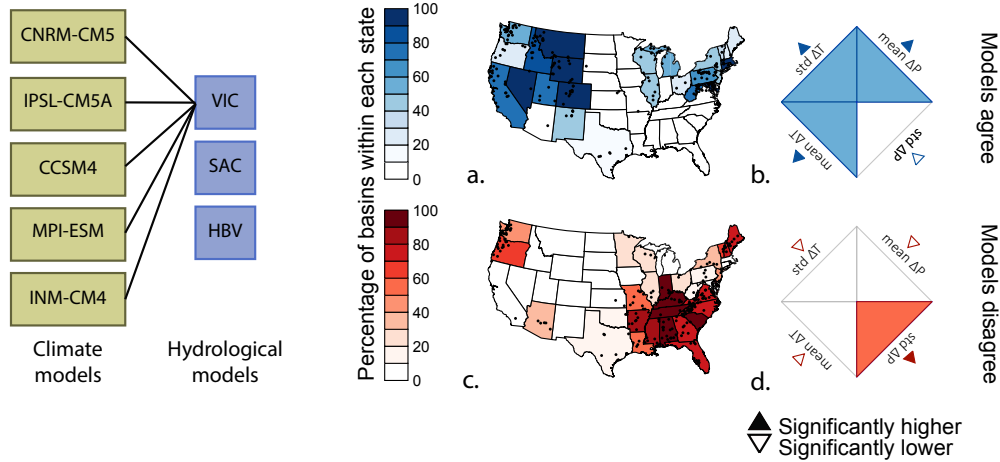 CNRM-CM5
IPSL-CM5A
CCSM4
MPI-ESM
INM-CM4
Climate
models
VIC
SAC
HBV
Hydrological
models
Percentage of basins within each state
100
80
60
40
20
0
a.
std ΔT
mean ΔP
mean ΔT
std ΔP
b.
Models agree
100
80
60
40
20
0
c.
std ΔT
mean ΔP
mean ΔT
std ΔP
d.
Models disagree
Significantly higher
Significantly lower